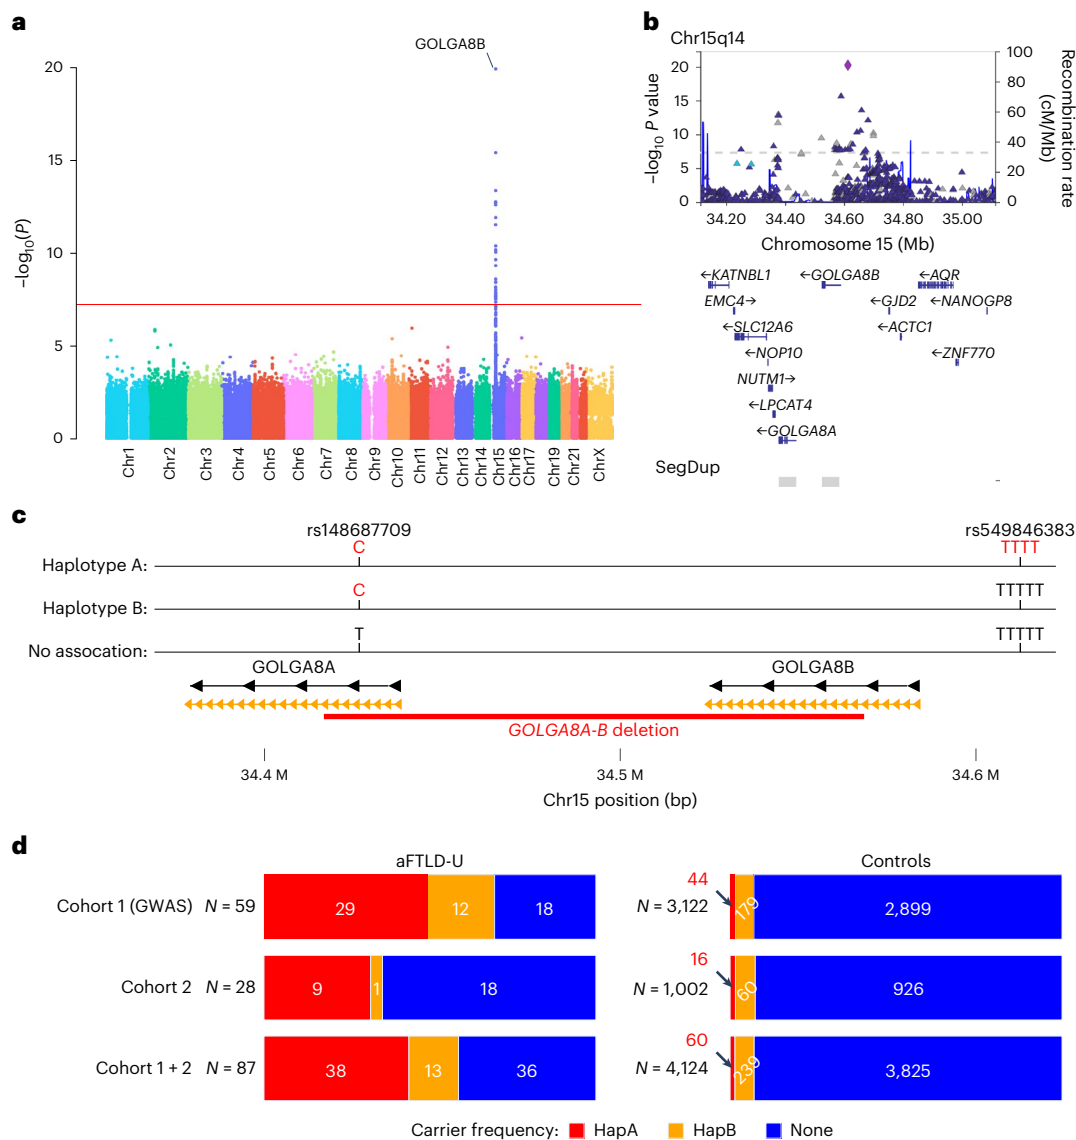 a
GOLGA8B
20
15
10
5
0
–log10(P)
Chr1
Chr2
Chr3
Chr4
Chr5
Chr6
Chr7
Chr8
Chr9
Chr10
Chr11
Chr12
Chr13
Chr14
Chr15
Chr16
Chr17
Chr19
Chr21
ChrX
b
Chr15q14
20
15
10
5
0
–log10 P value
100
80
60
40
20
0
Recombination rate
(cM/Mb)
34.20 34.40 34.60 34.80 35.00
Chromosome 15 (Mb)
←KATNBL1 ←GOLGA8B ←AQR
EMC4→ ←GJD2 ←NANOGP8
←SLC12A6 ←ACTC1
←NOP10 ←ZNF770
NUTM1→
←LPCAT4
←GOLGA8A
SegDup
c
rs148687709 rs549846383
C TTTT
Haplotype A:
C TTTTT
Haplotype B:
T TTTTT
No assocation:
GOLGA8A GOLGA8B
GOLGA8A-B deletion
34.4 M 34.5 M 34.6 M
Chr15 position (bp)
d
aFTLD-U Controls
Cohort 1 (GWAS) N = 59 29 12 18 N = 3,122 44 179 2,899
Cohort 2 N = 28 9 1 18 N = 1,002 16 60 926
Cohort 1 + 2 N = 87 38 13 36 N = 4,124 60 239 3,825
Carrier frequency: HapA HapB None